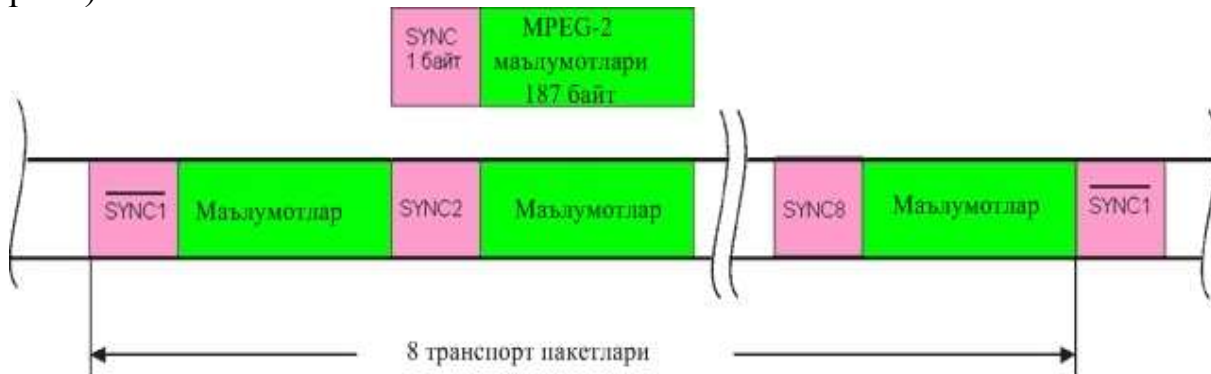 SYNC
1 байт
MPEG-2
маълумотлари
187 байт
SYNC1 Маълумотлар SYNC2 Маълумотлар SYNC8 Маълумотлар SYNC1
8 транспорт пакетлари